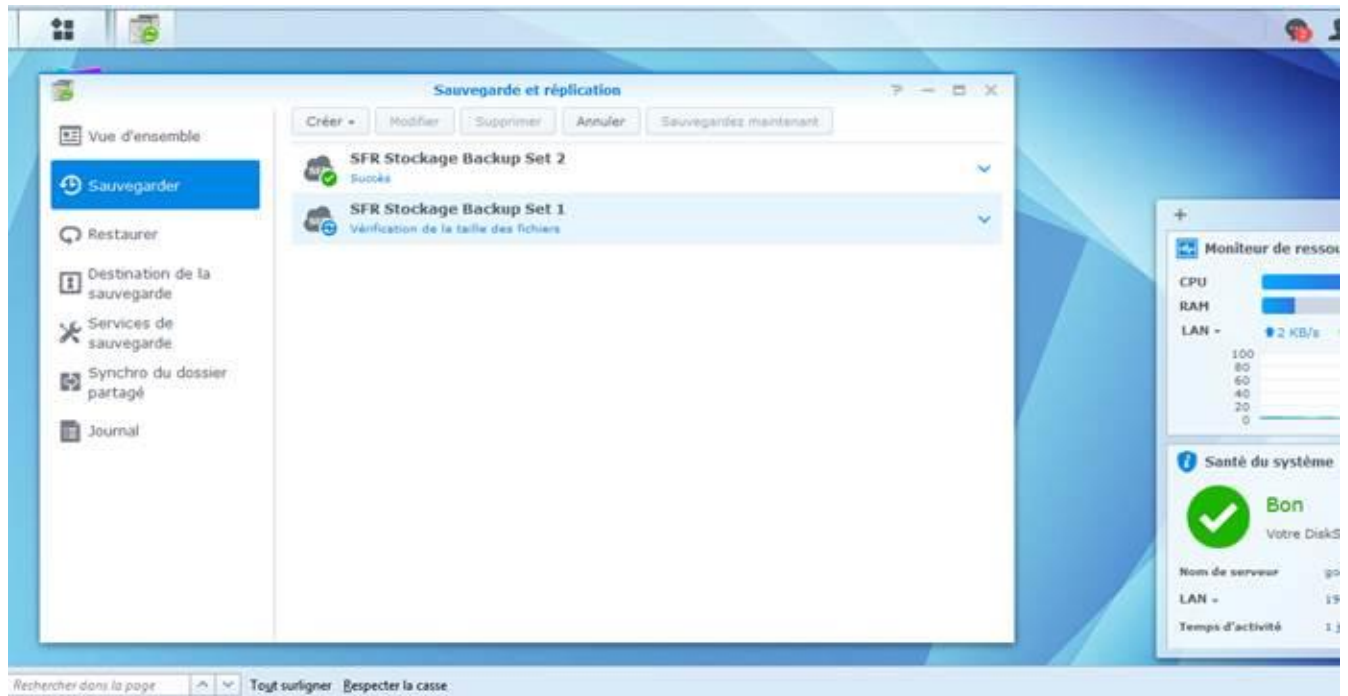 Sauvegarde et réplication
Vue d'ensemble
Sauvegarder
Restaurer
Destination de la
sauvegarde
Services de
sauvegarde
Synchro du dossier
partagé
Journal
Créer
Modifier
Supprimer
Annuler
Sauvegardez maintenant
SFR Stockage Backup Set 2
Succès
SFR Stockage Backup Set 1
Vérification de la taille des fichiers
+
Moniteur de ressou
CPU
RAM
LAN
2 KB/s
100
80
60
40
20
0
Santé du système
Bon
Votre DiskS
Nom de serveur
LAN
19
Temps d'activité
1 j
Rechercher dans la page
Tout surligner
Respecter la casse